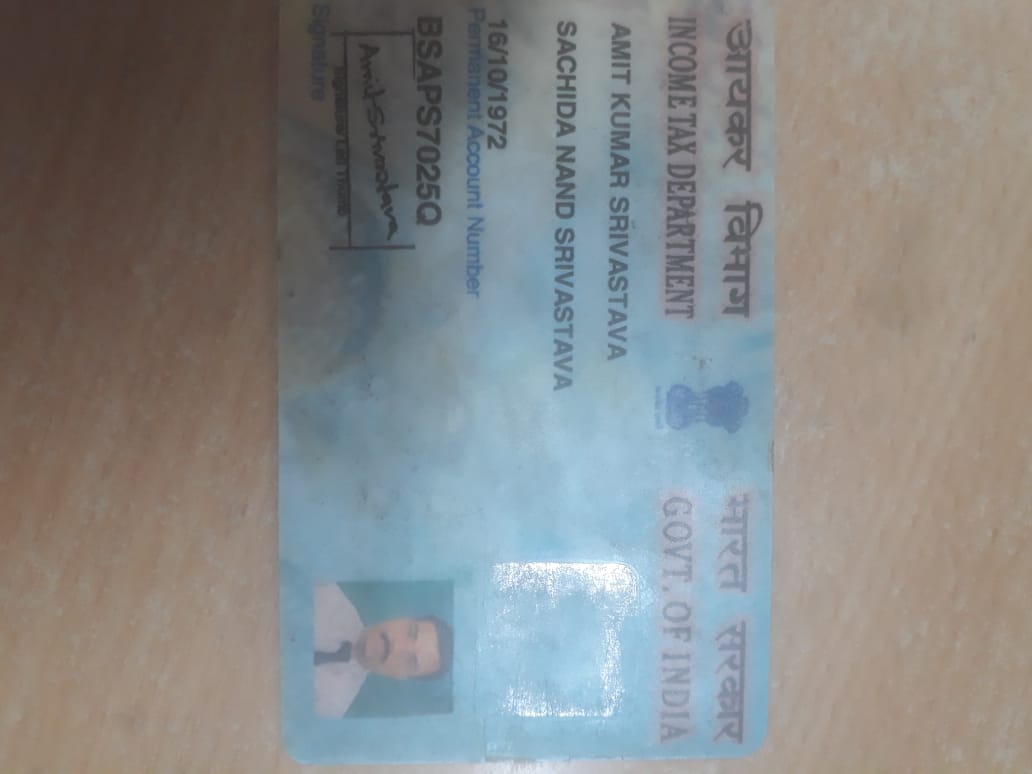 आयकर विभाग
INCOME TAX DEPARTMENT
भारत सरकार
GOVT. OF INDIA
AMIT KUMAR SRIVASTAVA
SACHIDA NAND SRIVASTAVA
16/10/1972
Permanent Account Number
BSAPS7025Q
Amit Srivastava
Signature